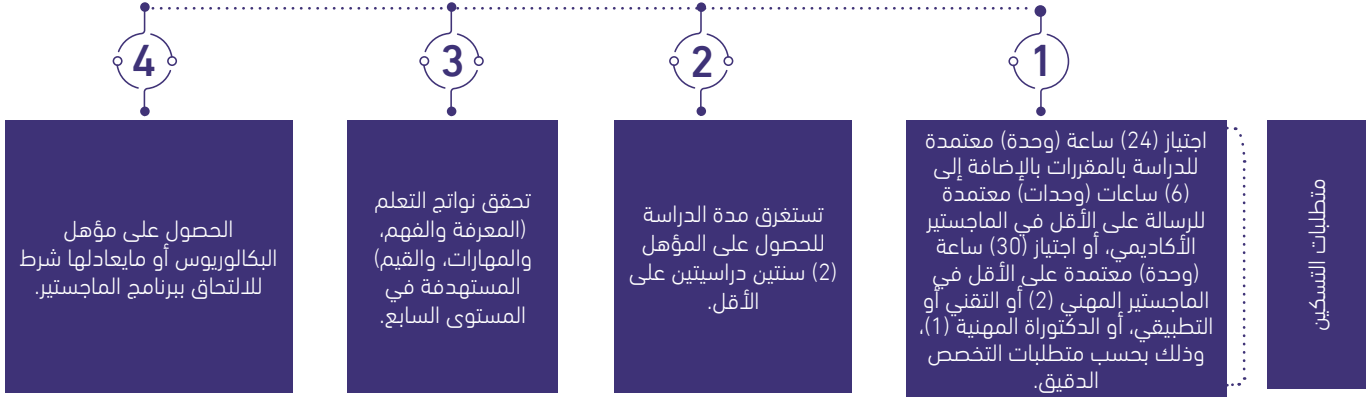 متطلبات التسكين
1
اجتياز (24) ساعة (وحدة) معتمدة
للدراسة بالمقررات بالإضافة إلى
(6) ساعات (وحدات) معتمدة
للرسالة على الأقل في الماجستير
الأكاديمي، أو اجتياز (30) ساعة
(وحدة) معتمدة على الأقل في
الماجستير المهني (2) أو التقني أو
التطبيقي، أو الدكتوراة المهنية (1)،
وذلك بحسب متطلبات التخصص
الدقيق.
2
تستغرق مدة الدراسة
للحصول على المؤهل
(2) سنتين دراسيتين على
الأقل.
3
تحقق نواتج التعلم
(المعرفة والفهم،
والمهارات، والقيم)
المستهدفة في
المستوى السابع.
4
الحصول على مؤهل
البكالوريوس أو مايعادلها شرط
للالتحاق ببرنامج الماجستير.